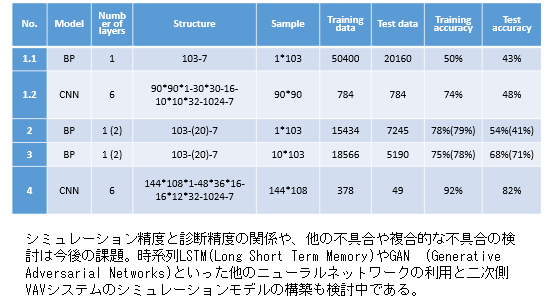 No. Model Number of layers Structure Sample Training data Test data Training accuracy Test accuracy
1.1 BP 1 103-7 1*103 50400 20160 50% 43%
1.2 CNN 6 90*90*1-30*30-16-10*10*32-1024-7 90*90 784 784 74% 48%
2 BP 1 (2) 103-(20)-7 1*103 15434 7245 78%(79%) 54%(41%)
3 BP 1 (2) 103-(20)-7 10*103 18566 5190 75%(78%) 68%(71%)
4 CNN 6 144*108*1-48*36*16-16*12*32-1024-7 144*108 378 49 92% 82%
シミュレーション精度と診断精度の関係や、他の不具合や複合的な不具合の検
討は今後の課題。時系列LSTM(Long Short Term Memory)やGAN (Generative
Adversarial Networks)といった他のニューラルネットワークの利用と二次側
VAVシステムのシミュレーションモデルの構築も検討中である。